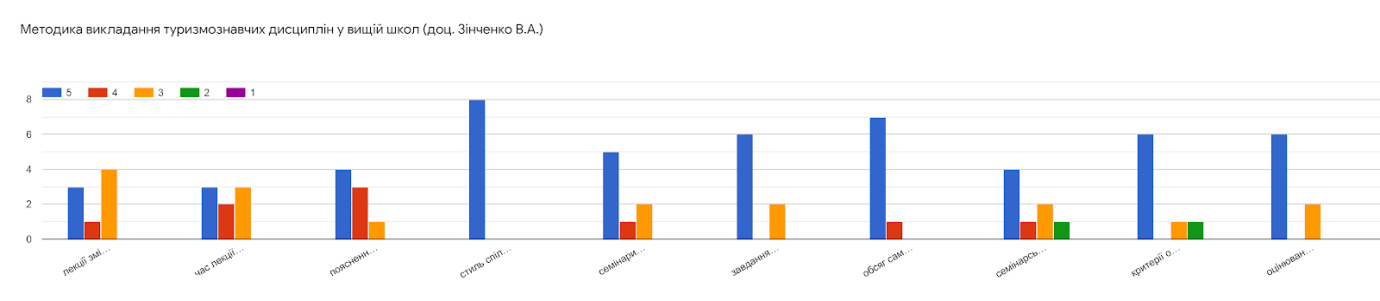 Методика викладання туризмознавчих дисциплін у вищій школ (доц. Зінченко В.А.)
5 4 3 2 1
8
6
4
2
0
лекції змі… час лекції… поясненн… стиль спіл… семінари… завдання… обсяг сам… семінарсь… критерії о… оцінюван…